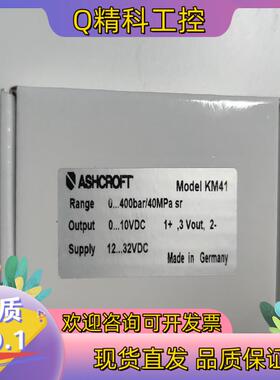 Q精科工控
ASHCROFT
Model KM41
Range 0...400bar/40MPa sr
Output 0...10VDC 1+ ,3 Vout, 2-
Supply 12...32VDC
Made in Germany
质
O.1
欢迎咨询可开发票
现货直发 品质保证